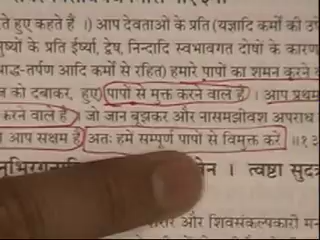 ते हुए कहते हैं ।) आप देवताओं के प्रति (यज्ञादि कर्मों की उ
ष्यों के प्रति ईर्ष्या, द्वेष, निन्दादि स्वभावगत दोषों के कारण
द्ध-तर्पण आदि कर्मों से रहित) हमारे पापों का शमन करने व
को दबाकर, हुए) पापों से मुक्त करने वाले हैं । आप प्रथम
करने वाले हैं । जो जान बूझकर और नासमझीवश अपराध
आप सक्षम हैं अतः हमें सम्पूर्ण पापों से विमुक्त करें ॥१३
न । त्वष्टा सुदत्र
और शिवसंकल्पकारी मन